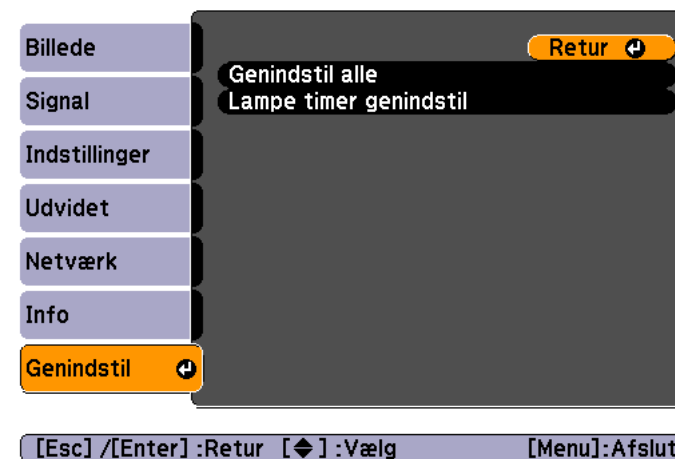 Billede
Signal
Indstillinger
Udvidet
Netværk
Info
Genindstil
Retur
Genindstil alle
Lampe timer genindstil
[Esc] /[Enter] :Retur [◆] :Vælg [Menu]:Afslut